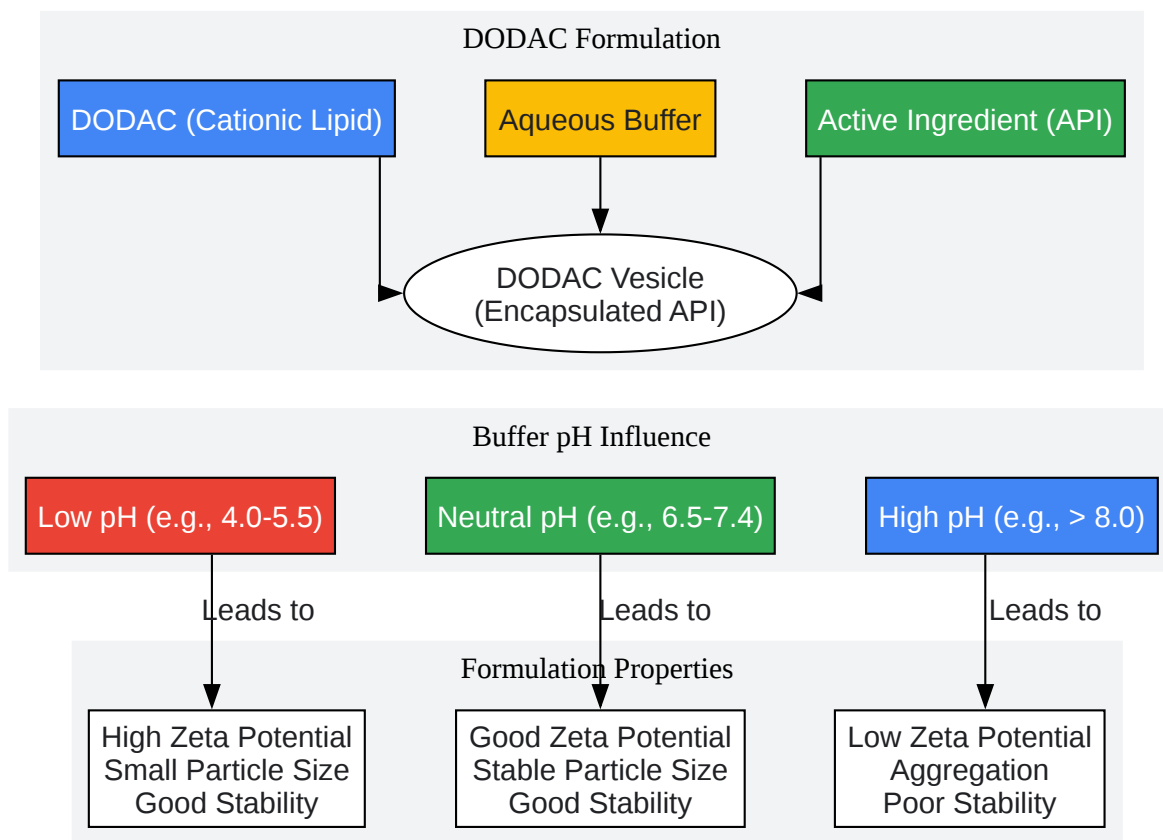 DODAC Formulation
DODAC (Cationic Lipid)
Aqueous Buffer
Active Ingredient (API)
DODAC Vesicle
(Encapsulated API)
Buffer pH Influence
Low pH (e.g., 4.0-5.5)
Neutral pH (e.g., 6.5-7.4)
High pH (e.g., > 8.0)
Leads to
Leads to
Leads to
Formulation Properties
High Zeta Potential
Small Particle Size
Good Stability
Good Zeta Potential
Stable Particle Size
Good Stability
Low Zeta Potential
Aggregation
Poor Stability